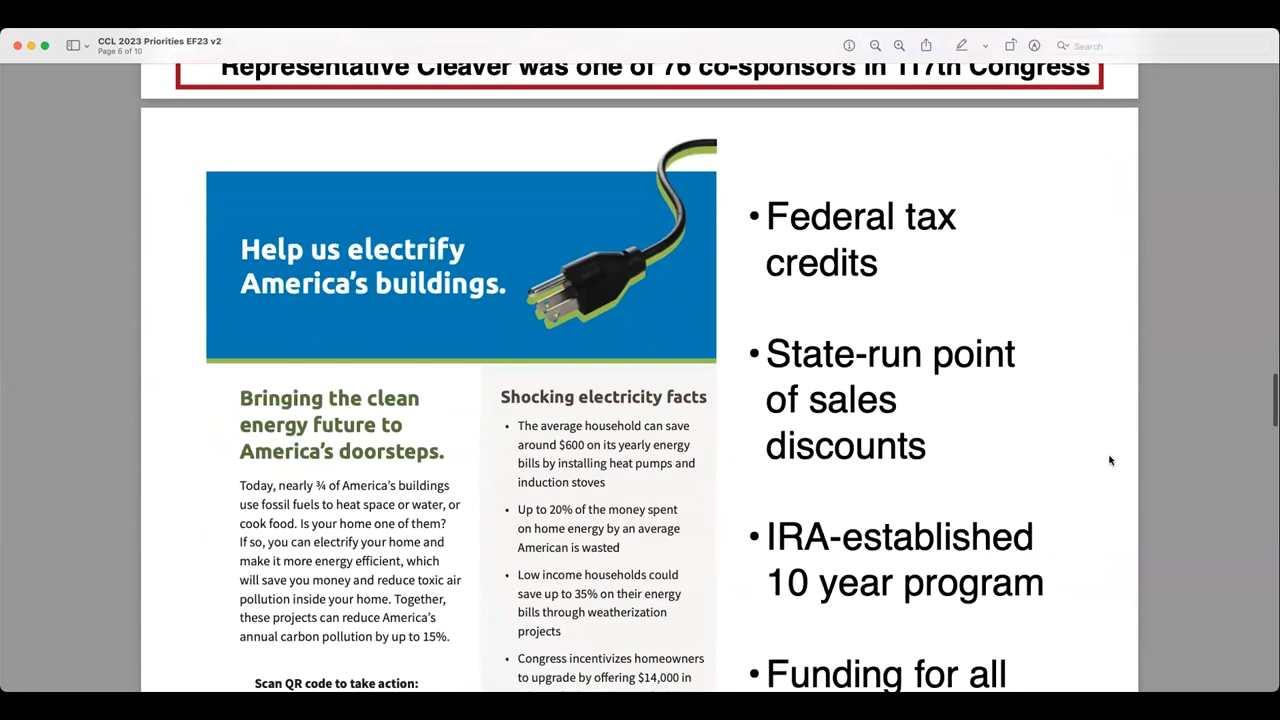 CCL 2023 Priorities EF23 v2
Page 6 of 10
Search
Representative Cleaver was one of 76 co-sponsors in 117th Congress
Help us electrify
America's buildings.
Bringing the clean
energy future to
America's doorsteps.
Today, nearly ¾ of America's buildings
use fossil fuels to heat space or water, or
cook food. Is your home one of them?
If so, you can electrify your home and
make it more energy efficient, which
will save you money and reduce toxic air
pollution inside your home. Together,
these projects can reduce America's
annual carbon pollution by up to 15%.
Scan QR code to take action:
Shocking electricity facts
• The average household can save
around $600 on its yearly energy
bills by installing heat pumps and
induction stoves
• Up to 20% of the money spent
on home energy by an average
American is wasted
• Low income households could
save up to 35% on their energy
bills through weatherization
projects
• Congress incentivizes homeowners
to upgrade by offering $14,000 in
• Federal tax
credits
• State-run point
of sales
discounts
• IRA-established
10 year program
• Funding for all